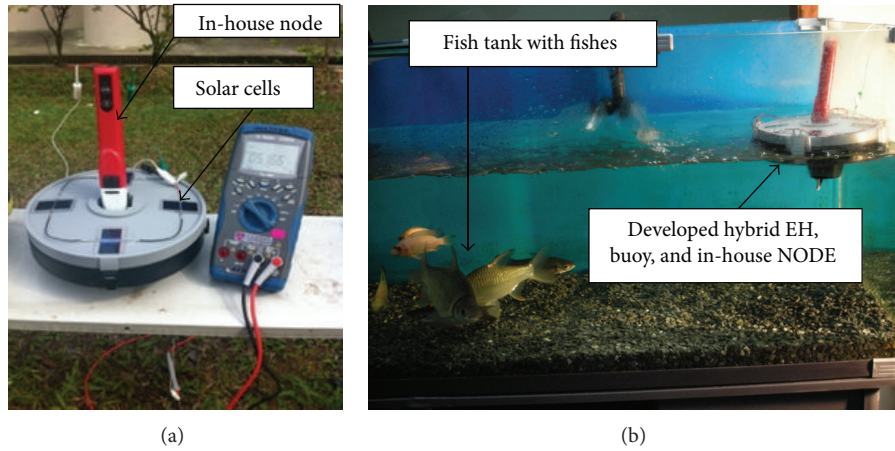 In-house node
Solar cells
Fish tank with fishes
Developed hybrid EH,
buoy, and in-house NODE
(a)
(b)